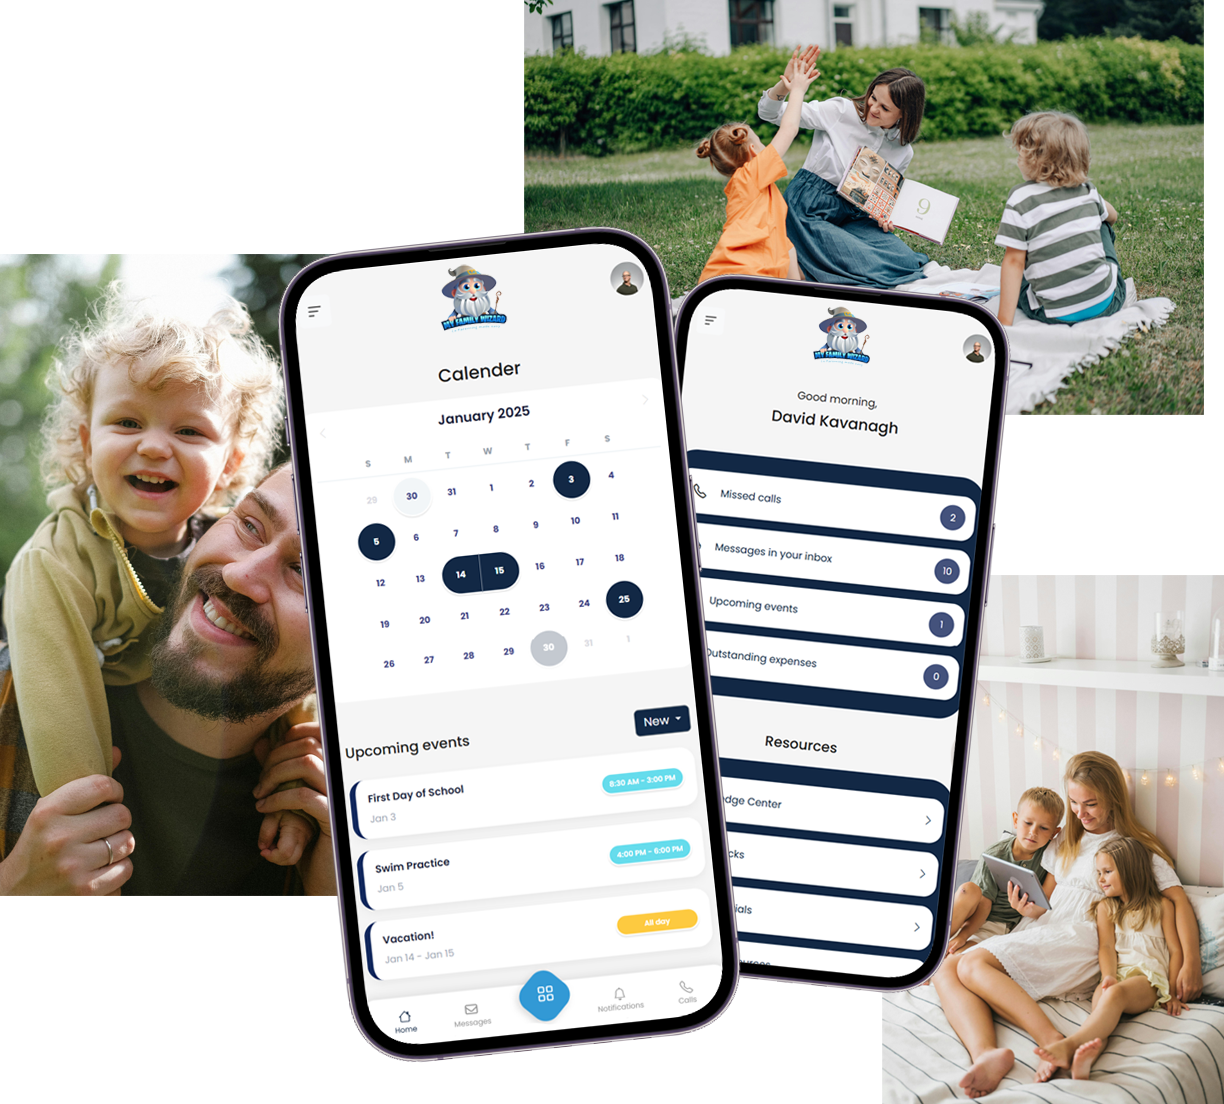 MY FAMILY WIZARD
Calender
January 2025
S M T W T F S
29 30 31 1 2 3 4
5 6 7 8 9 10 11
12 13 14 15 16 17 18
19 20 21 22 23 24 25
26 27 28 29 30 31 1
New
Upcoming events
First Day of School
8:30 AM - 3:00 PM
Jan 3
Swim Practice
4:00 PM - 6:00 PM
Jan 5
Vacation!
All day
Jan 14 - Jan 15
Home
Messages
Notifications
Calls
MY FAMILY WIZARD
Good morning,
David Kavanagh
Missed calls 2
Messages in your inbox 10
Upcoming events 1
Outstanding expenses 0
Resources
dge Center
cks
ials
9